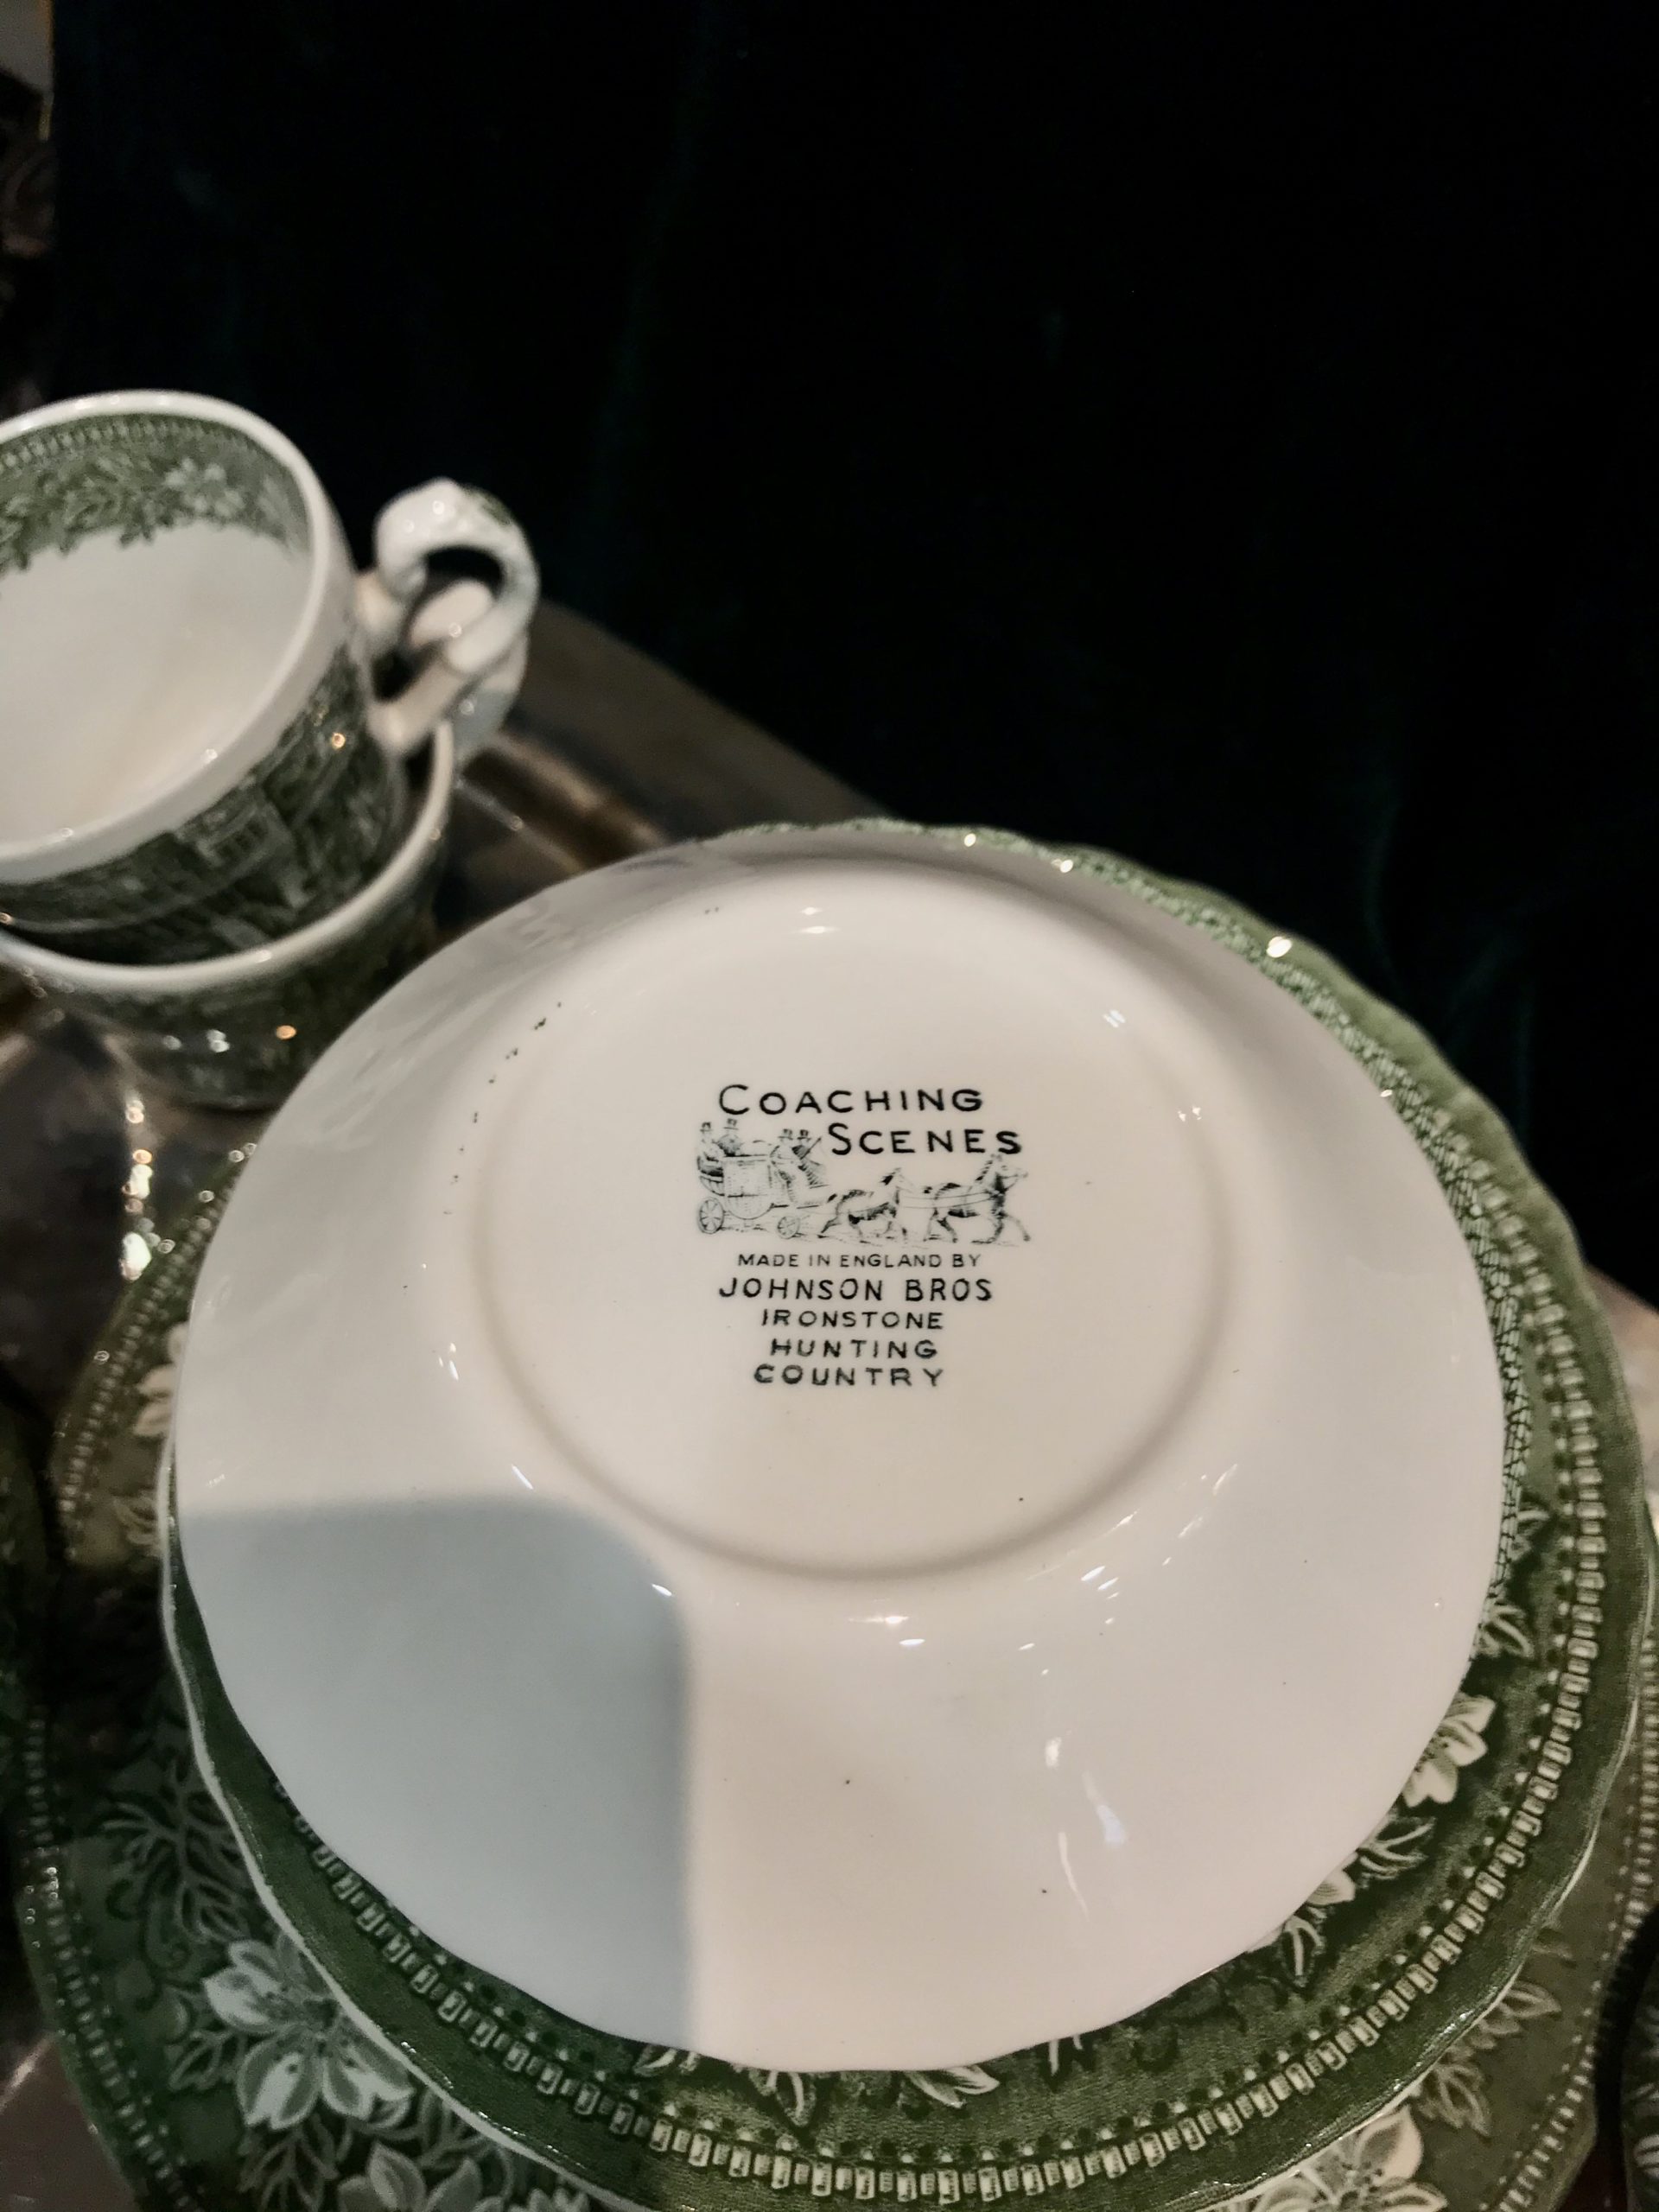 COACHING
SCENES
MADE IN ENGLAND BY
JOHNSON BROS
IRONSTONE
HUNTING
COUNTRY